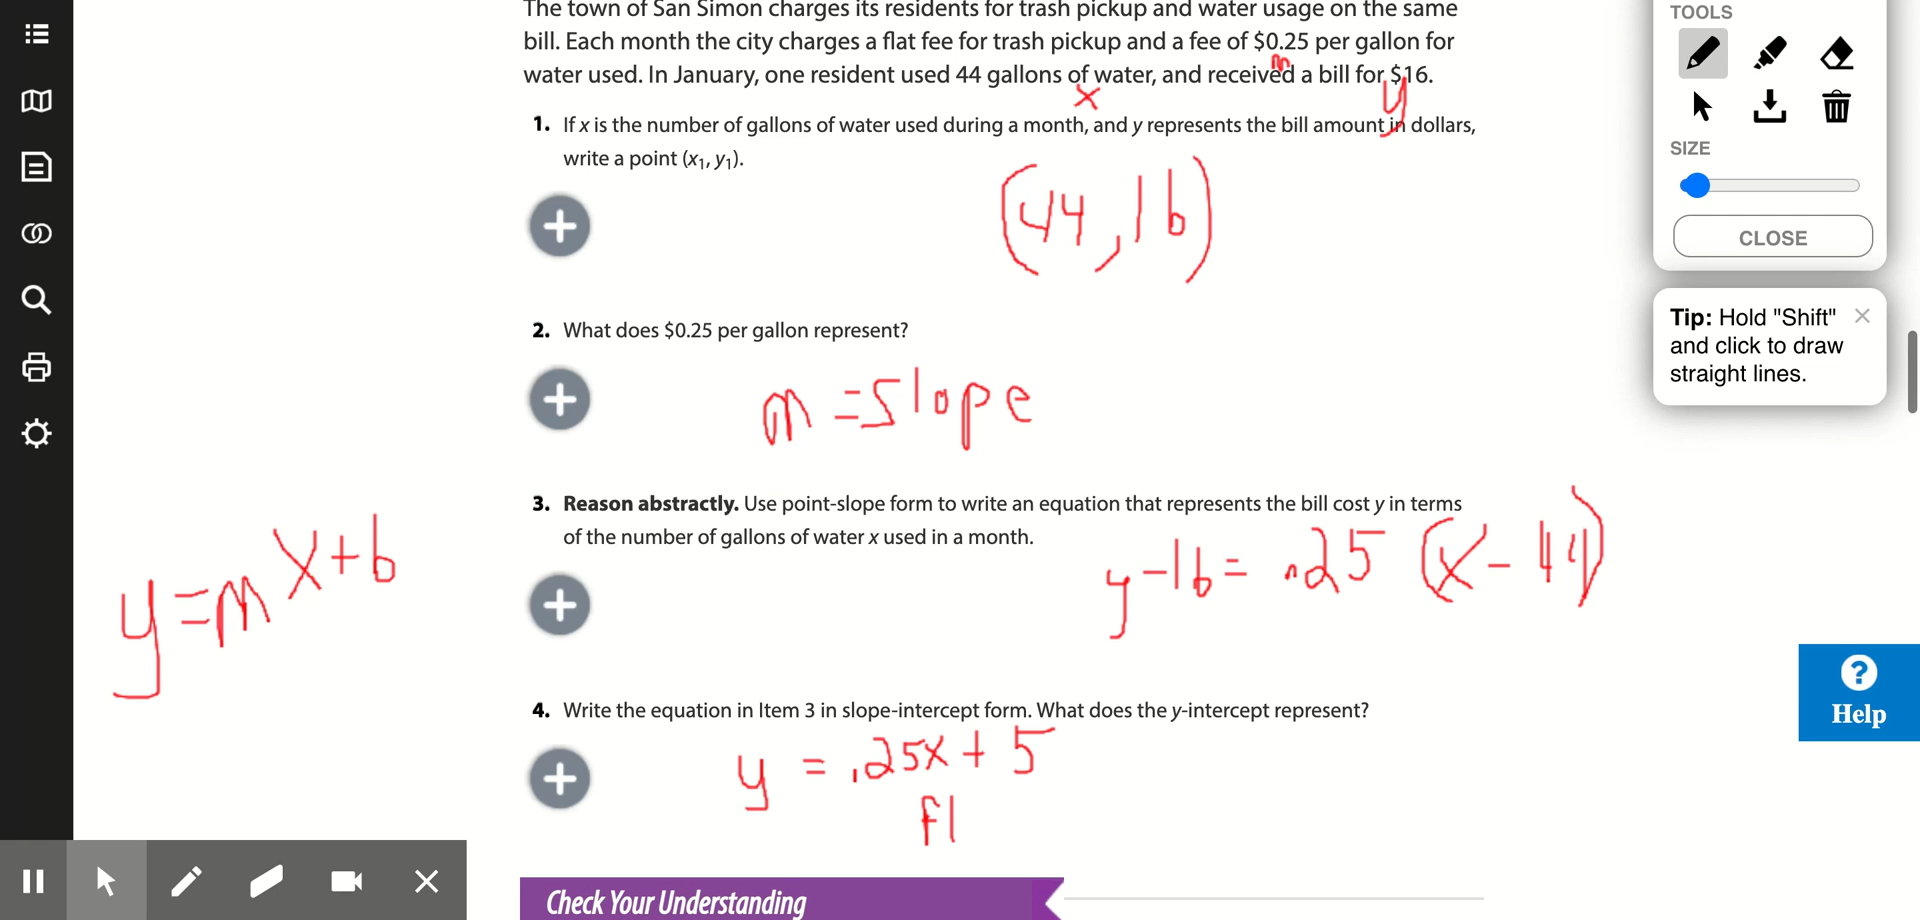 The town of San Simon charges its residents for trash pickup and water usage on the same
bill. Each month the city charges a flat fee for trash pickup and a fee of $0.25 per gallon for
m
water used. In January, one resident used 44 gallons of water, and received a bill for $16.
x y
1. If x is the number of gallons of water used during a month, and y represents the bill amount in dollars,
write a point (x₁, y₁).
(44, 16)
2. What does $0.25 per gallon represent?
m = slope
3. Reason abstractly. Use point-slope form to write an equation that represents the bill cost y in terms
of the number of gallons of water x used in a month.
y - 16 = .25 (x - 44)
y = mx + b
4. Write the equation in Item 3 in slope-intercept form. What does the y-intercept represent?
y = .25x + 5
fl
Check Your Understanding
TOOLS
SIZE
CLOSE
Tip: Hold "Shift"
and click to draw
straight lines.
?
Help